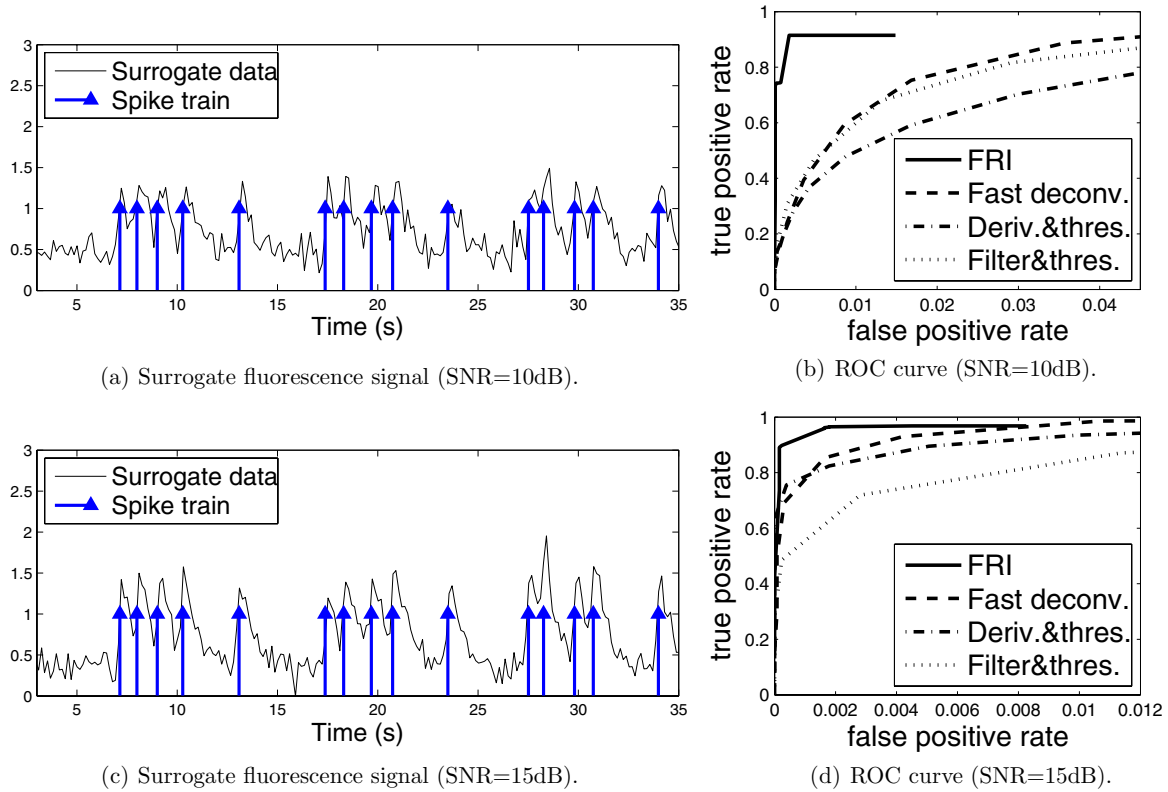 3
2.5
2
1.5
1
0.5
0
Surrogate data
Spike train
5 10 15 20 25 30 35
Time (s)
(a) Surrogate fluorescence signal (SNR=10dB).
1
0.8
0.6
0.4
0.2
0
true positive rate
FRI
Fast deconv.
Deriv.&thres.
Filter&thres.
0 0.01 0.02 0.03 0.04
false positive rate
(b) ROC curve (SNR=10dB).
3
2.5
2
1.5
1
0.5
0
Surrogate data
Spike train
5 10 15 20 25 30 35
Time (s)
(c) Surrogate fluorescence signal (SNR=15dB).
1
0.8
0.6
0.4
0.2
0
true positive rate
FRI
Fast deconv.
Deriv.&thres.
Filter&thres.
0 0.002 0.004 0.006 0.008 0.01 0.012
false positive rate
(d) ROC curve (SNR=15dB).